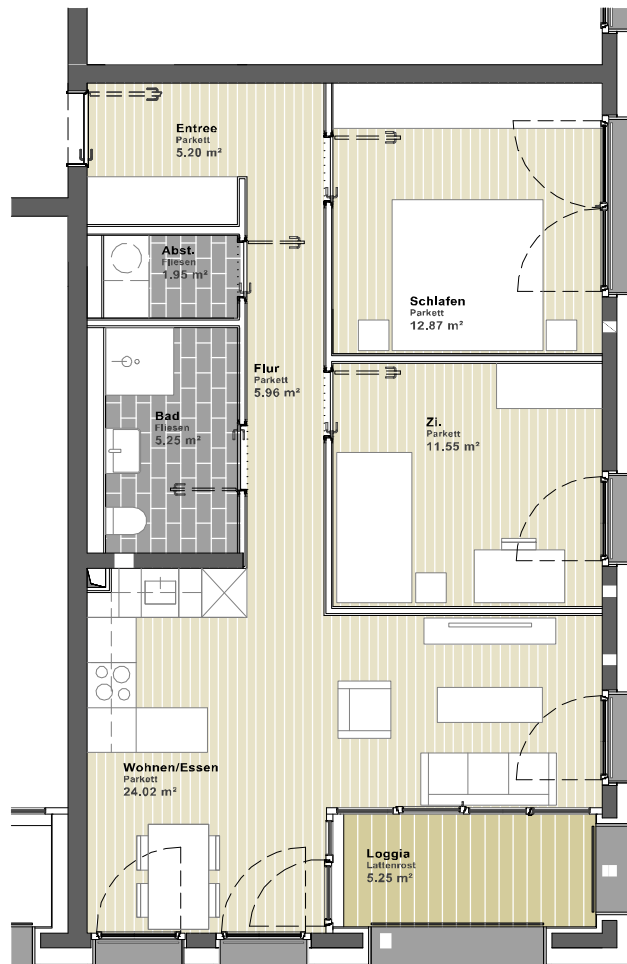 Entree
Parkett
5.20 m²
Abst.
Fliesen
1.95 m²
Schlafen
Parkett
12.87 m²
Flur
Parkett
5.96 m²
Bad
Fliesen
5.25 m²
Zi.
Parkett
11.55 m²
Wohnen/Essen
Parkett
24.02 m²
Loggia
Lattenrost
5.25 m²